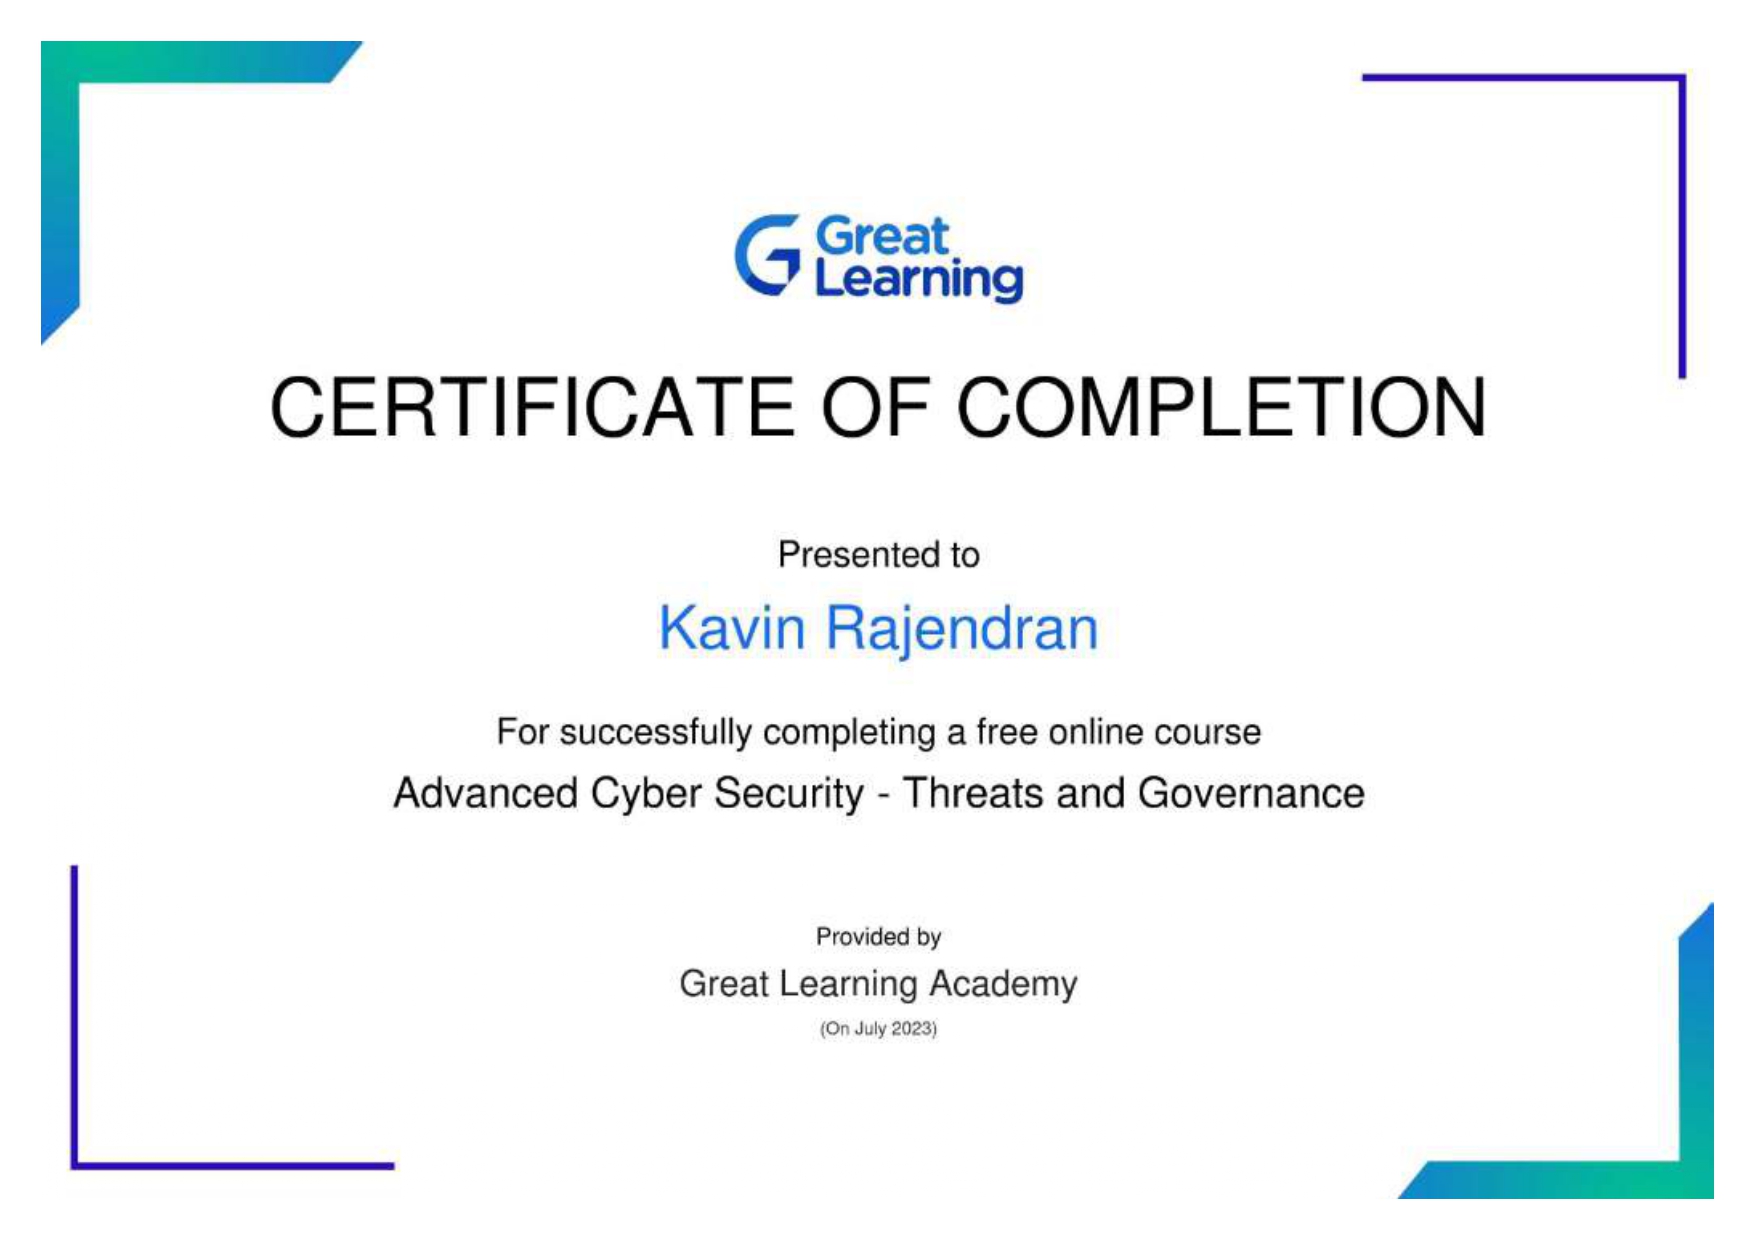 Great
Learning
CERTIFICATE OF COMPLETION
Presented to
Kavin Rajendran
For successfully completing a free online course
Advanced Cyber Security - Threats and Governance
Provided by
Great Learning Academy
(On July 2023)